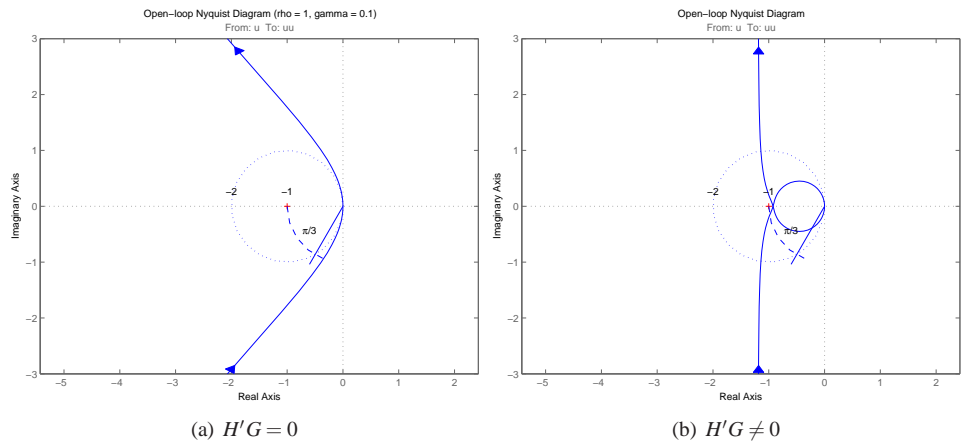 Open−loop Nyquist Diagram (rho = 1, gamma = 0.1)
From: u To: uu
3
2
1
0
−1
−2
−3
Imaginary Axis
−2
−1
π/3
−5
−4
−3
−2
−1
0
1
2
Real Axis
(a) H′G = 0
Open−loop Nyquist Diagram
From: u To: uu
3
2
1
0
−1
−2
−3
Imaginary Axis
−2
−1
π/3
−5
−4
−3
−2
−1
0
1
2
Real Axis
(b) H′G ≠ 0